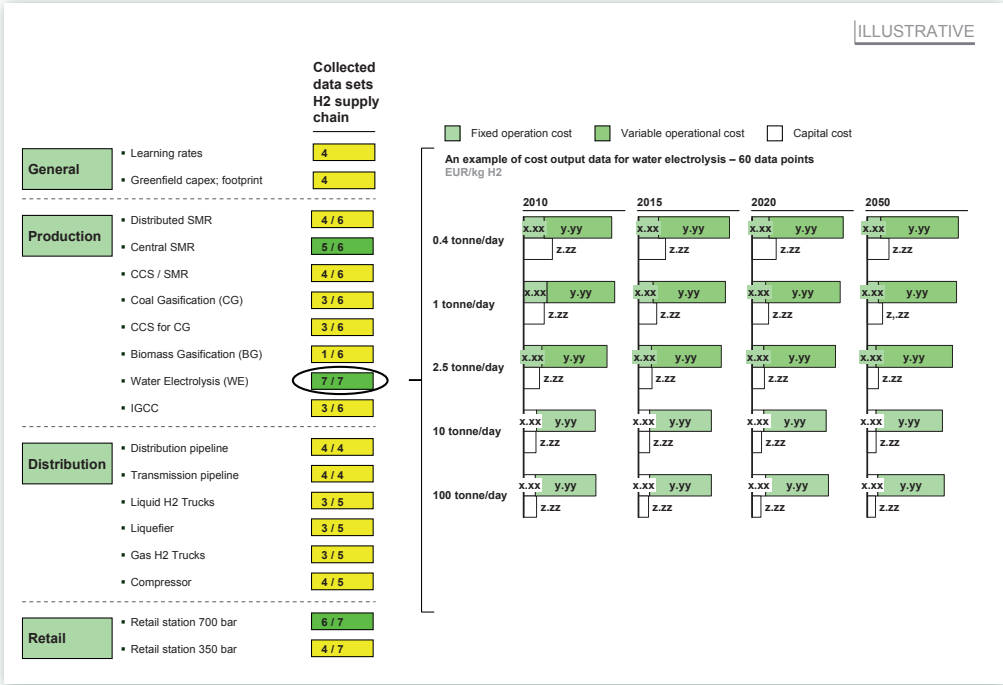 ILLUSTRATIVE
Collected
data sets
H2 supply
chain
General
▪ Learning rates
4
▪ Greenfield capex; footprint
4
Production
▪ Distributed SMR
4 / 6
▪ Central SMR
5 / 6
▪ CCS / SMR
4 / 6
▪ Coal Gasification (CG)
3 / 6
▪ CCS for CG
3 / 6
▪ Biomass Gasification (BG)
1 / 6
▪ Water Electrolysis (WE)
7 / 7
▪ IGCC
3 / 6
Distribution
▪ Distribution pipeline
4 / 4
▪ Transmission pipeline
4 / 4
▪ Liquid H2 Trucks
3 / 5
▪ Liquefier
3 / 5
▪ Gas H2 Trucks
3 / 5
▪ Compressor
4 / 5
Retail
▪ Retail station 700 bar
6 / 7
▪ Retail station 350 bar
4 / 7
Fixed operation cost
Variable operational cost
Capital cost
An example of cost output data for water electrolysis – 60 data points
EUR/kg H2
2010 2015 2020 2050
0.4 tonne/day
x.xx y.yy x.xx y.yy x.xx y.yy x.xx y.yy
z.zz z.zz z.zz z.zz
1 tonne/day
x.xx y.yy x.xx y.yy x.xx y.yy x.xx y.yy
z.zz z.zz z.zz z,.zz
2.5 tonne/day
x.xx y.yy x.xx y.yy x.xx y.yy x.xx y.yy
z.zz z.zz z.zz z.zz
10 tonne/day
x.xx y.yy x.xx y.yy x.xx y.yy x.xx y.yy
z.zz z.zz z.zz z.zz
100 tonne/day
x.xx y.yy x.xx y.yy x.xx y.yy x.xx y.yy
z.zz z.zz z.zz z.zz